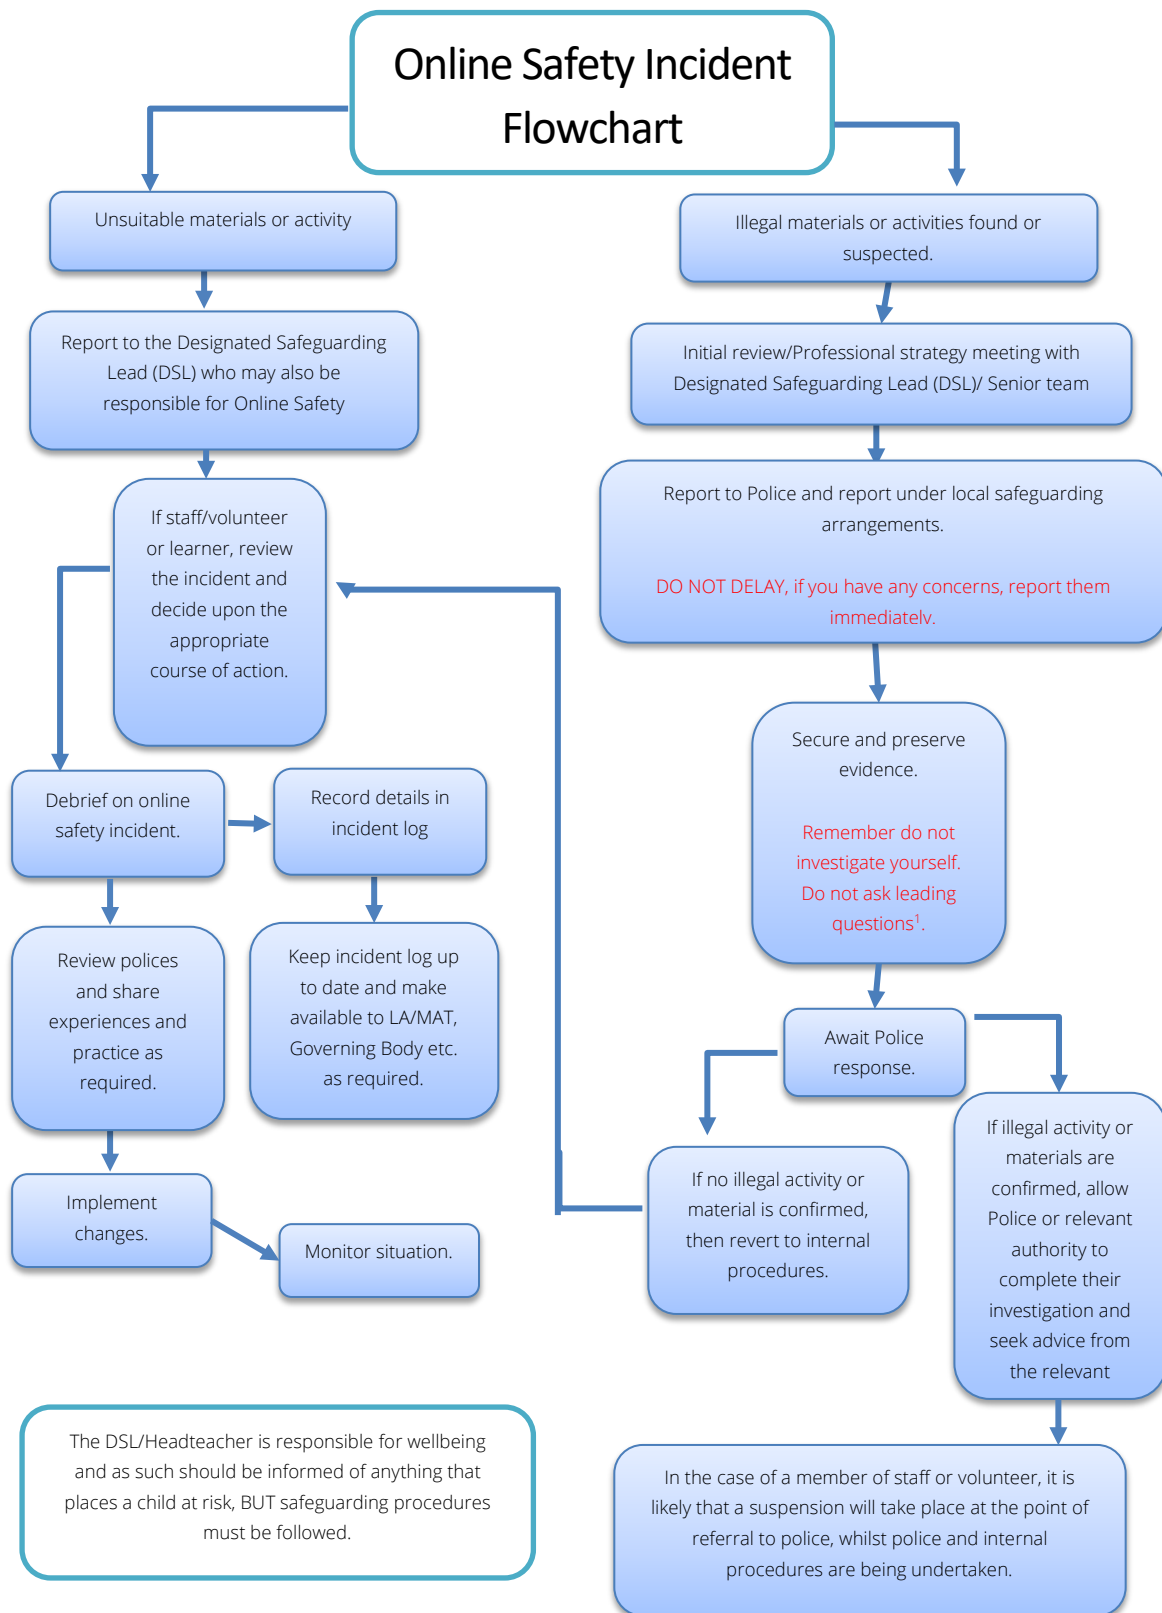 Online Safety Incident
Flowchart
Unsuitable materials or activity
Report to the Designated Safeguarding
Lead (DSL) who may also be
responsible for Online Safety
If staff/volunteer
or learner, review
the incident and
decide upon the
appropriate
course of action.
Debrief on online
safety incident.
Record details in
incident log
Review polices
and share
experiences and
practice as
required.
Keep incident log up
to date and make
available to LA/MAT,
Governing Body etc.
as required.
Implement
changes.
Monitor situation.
Illegal materials or activities found or
suspected.
Initial review/Professional strategy meeting with
Designated Safeguarding Lead (DSL)/ Senior team
Report to Police and report under local safeguarding
arrangements.
DO NOT DELAY, if you have any concerns, report them
immediately.
Secure and preserve
evidence.
Remember do not
investigate yourself.
Do not ask leading
questions¹.
Await Police
response.
If no illegal activity or
material is confirmed,
then revert to internal
procedures.
If illegal activity or
materials are
confirmed, allow
Police or relevant
authority to
complete their
investigation and
seek advice from
the relevant
In the case of a member of staff or volunteer, it is
likely that a suspension will take place at the point of
referral to police, whilst police and internal
procedures are being undertaken.
The DSL/Headteacher is responsible for wellbeing
and as such should be informed of anything that
places a child at risk, BUT safeguarding procedures
must be followed.